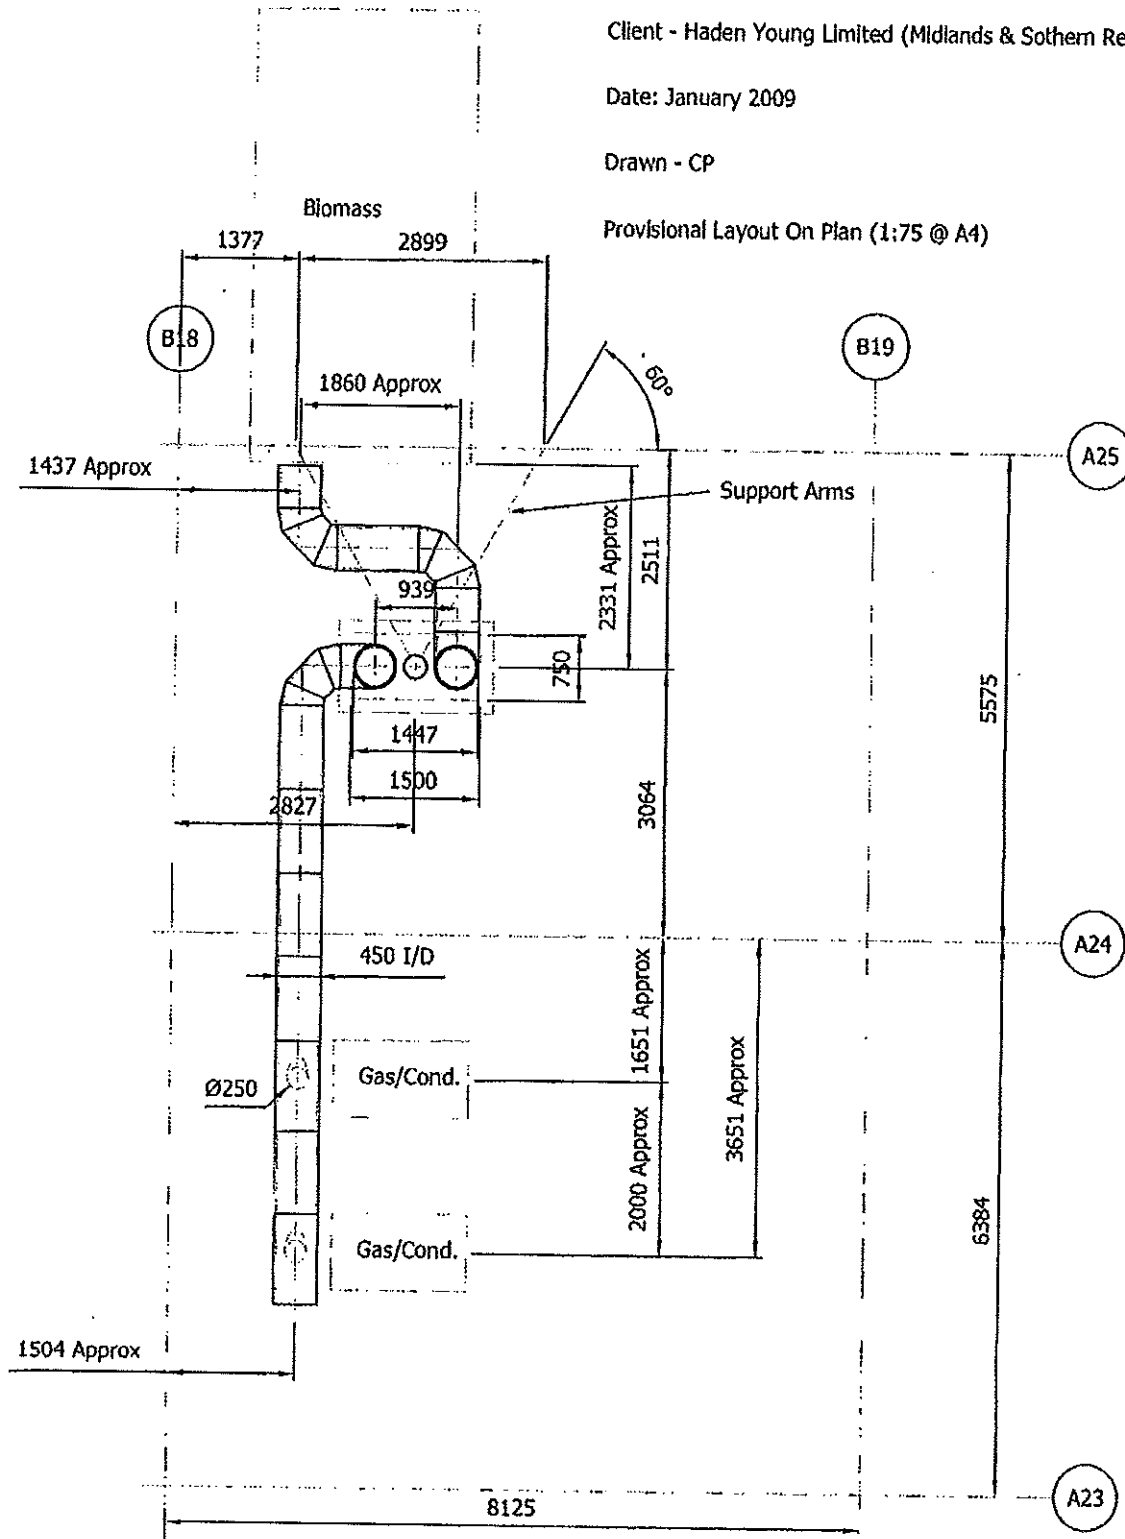 Client - Haden Young Limited (Midlands & Sothern Re
Date: January 2009
Drawn - CP
Provisional Layout On Plan (1:75 @ A4)
Biomass
1377
2899
B18
B19
60°
1860 Approx
A25
1437 Approx
Support Arms
2331 Approx
2511
939
750
5575
1447
1500
2827
3064
A24
450 I/D
1651 Approx
Gas/Cond.
Ø250
3651 Approx
2000 Approx
6384
Gas/Cond.
1504 Approx
A23
8125